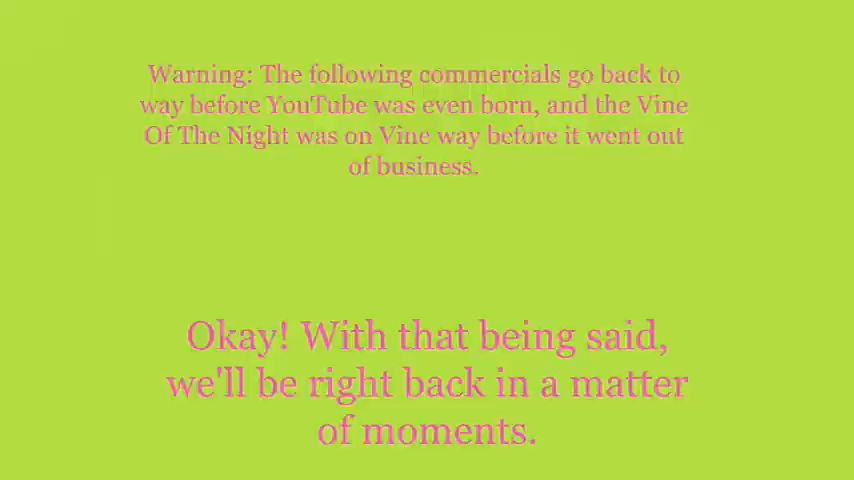 Warning: The following commercials go back to
way before YouTube was even born, and the Vine
Of The Night was on Vine way before it went out
of business.
Okay! With that being said,
we'll be right back in a matter
of moments.